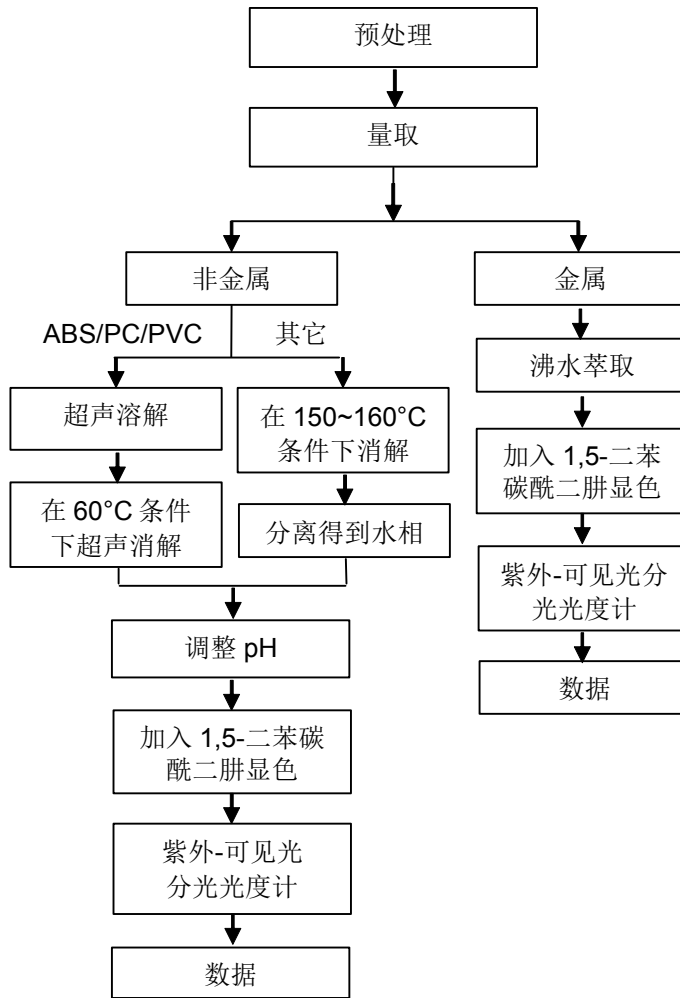 预处理
量取
非金属
金属
ABS/PC/PVC
其它
沸水萃取
超声溶解
在 150~160°C
条件下消解
加入 1,5-二苯
碳酰二肼显色
在 60°C 条件
下超声消解
分离得到水相
紫外-可见光分
光光度计
调整 pH
数据
加入 1,5-二苯碳
酰二肼显色
紫外-可见光
分光光度计
数据